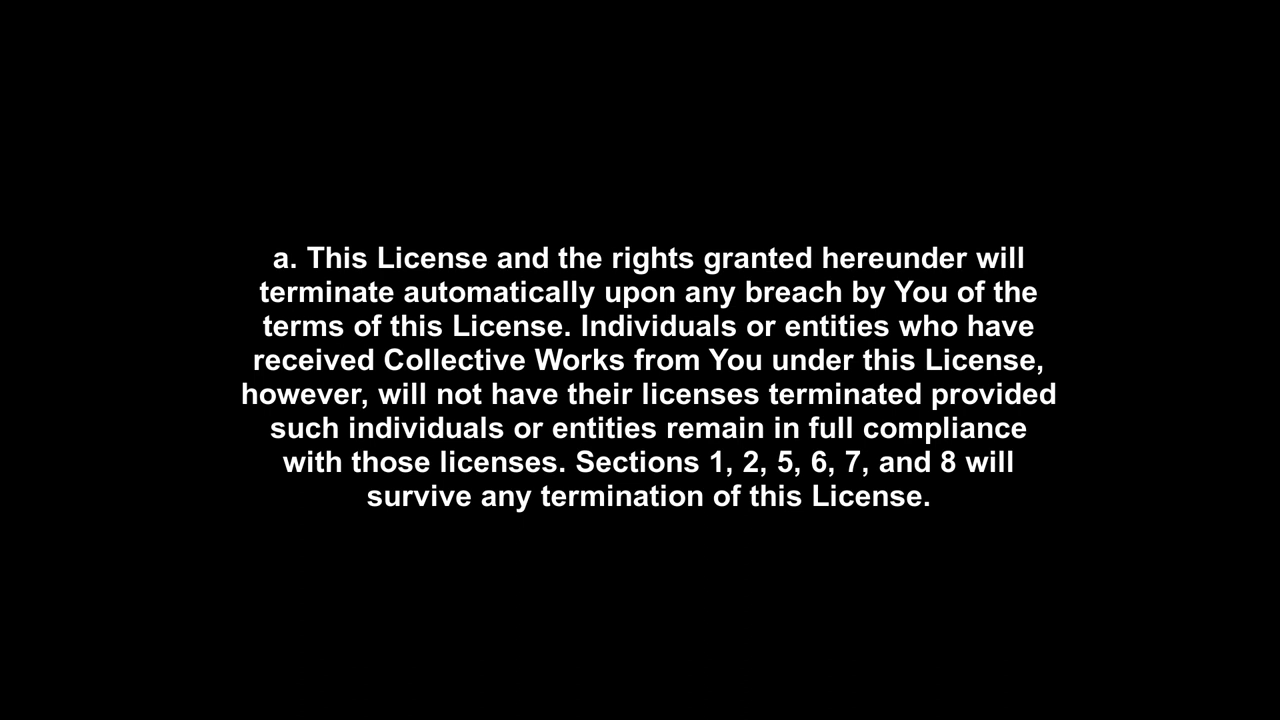 a. This License and the rights granted hereunder will
terminate automatically upon any breach by You of the
terms of this License. Individuals or entities who have
received Collective Works from You under this License,
however, will not have their licenses terminated provided
such individuals or entities remain in full compliance
with those licenses. Sections 1, 2, 5, 6, 7, and 8 will
survive any termination of this License.